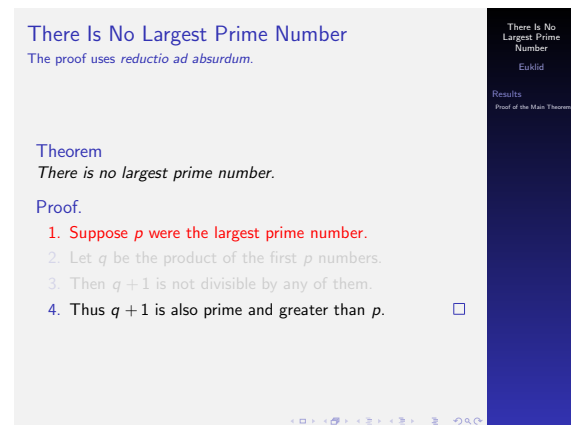 There Is No Largest Prime Number
The proof uses reductio ad absurdum.
Theorem
There is no largest prime number.
Proof.
1. Suppose p were the largest prime number.
2. Let q be the product of the first p numbers.
3. Then q + 1 is not divisible by any of them.
4. Thus q + 1 is also prime and greater than p. □
There Is No
Largest Prime
Number
Euklid
Results
Proof of the Main Theorem